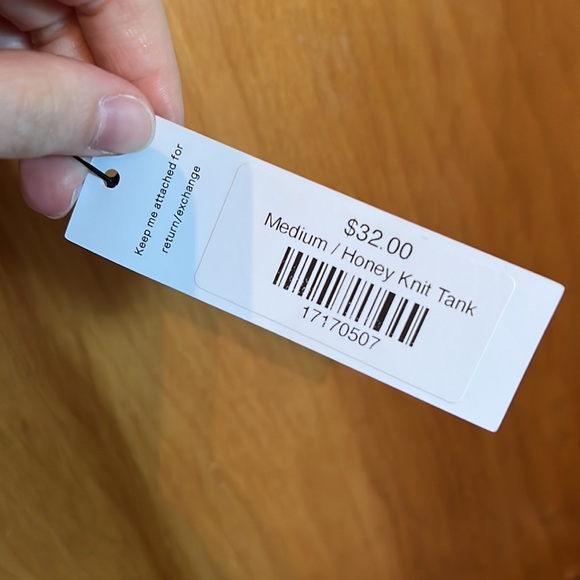 Keep me attached for
return/exchange
$32.00
Medium / Honey Knit Tank
17170507